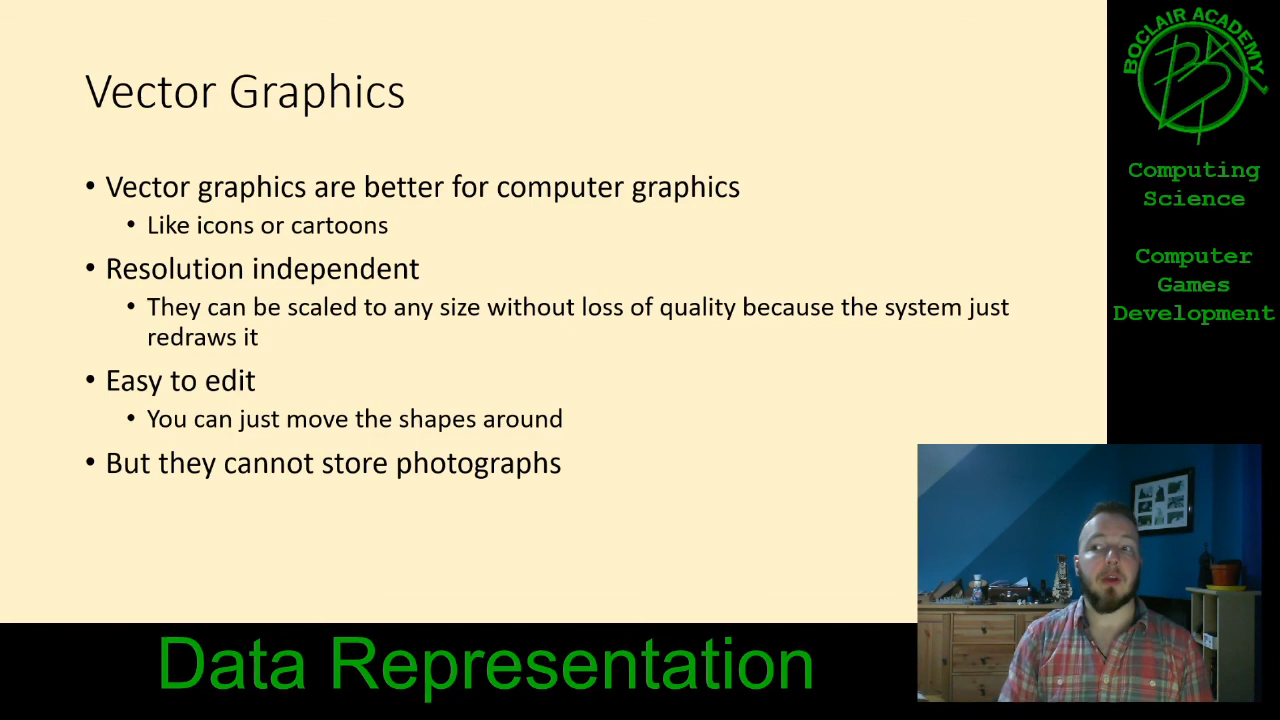 Vector Graphics
• Vector graphics are better for computer graphics
• Like icons or cartoons
• Resolution independent
• They can be scaled to any size without loss of quality because the system just
redraws it
• Easy to edit
• You can just move the shapes around
• But they cannot store photographs
BOCLAIR ACADEMY
Computing
Science
Computer
Games
Development
Data Representation